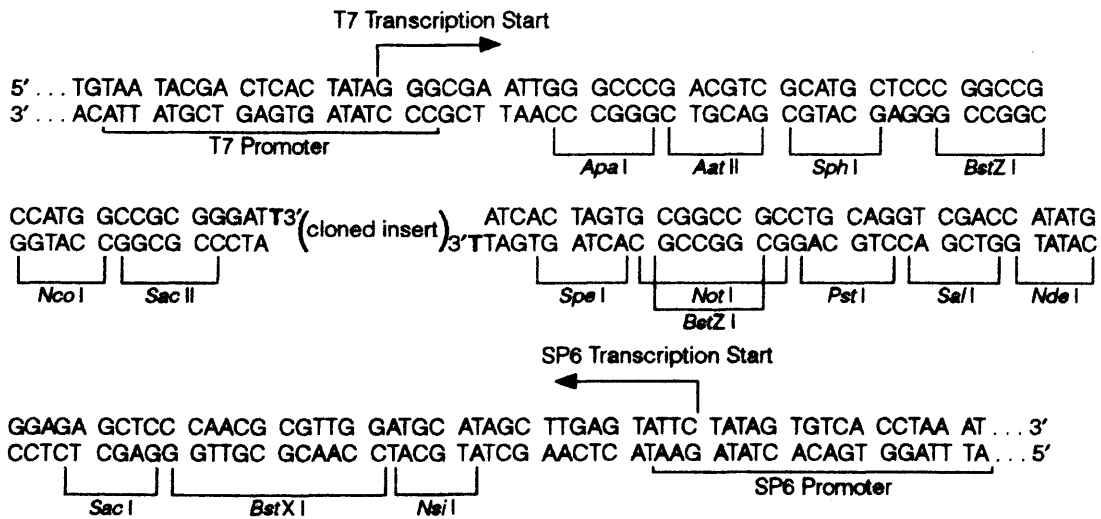 T7 Transcription Start
5′ ... TGTAA TACGA CTCAC TATAG GGCGA ATTGG GCCCG ACGTC GCATG CTCCC GGCCG
3′ ... ACATT ATGCT GAGTG ATATC CCGCT TAACC CGGGC TGCAG CGTAC GAGGG CCGGC
T7 Promoter
Apa I Aat II Sph I BstZ I
CCATG GCCGC GGGATT3′ (cloned insert) ATCAC TAGTG CGGCC GCCTG CAGGT CGACC ATATG
GGTAC CGGCG CCCTA 3′TTAGTG ATCAC GCCGG CGGAC GTCCA GCTGG TATAC
Nco I Sac II Spe I Not I Pst I Sal I Nde I
BstZ I
SP6 Transcription Start
GGAGA GCTCC CAACG CGTTG GATGC ATAGC TTGAG TATTC TATAG TGTCA CCTAA AT ... 3′
CCTCT CGAGG GTTGC GCAAC CTACG TATCG AACTC ATAAG ATATC ACAGT GGATT TA ... 5′
Sac I BstX I Nsi I SP6 Promoter